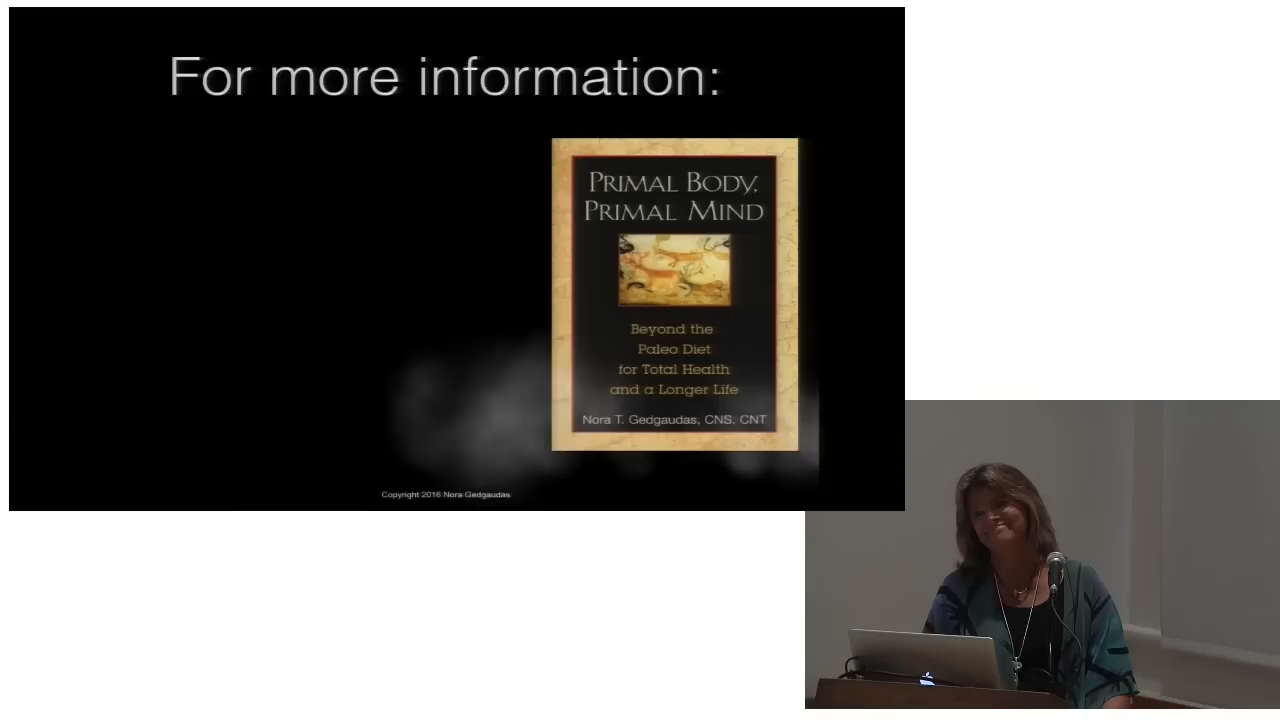 For more information:
PRIMAL BODY,
PRIMAL MIND
Beyond the
Paleo Diet
for Total Health
and a Longer Life
Nora T. Gedgaudas, CNS, CNT
Copyright 2016 Nora Gedgaudas